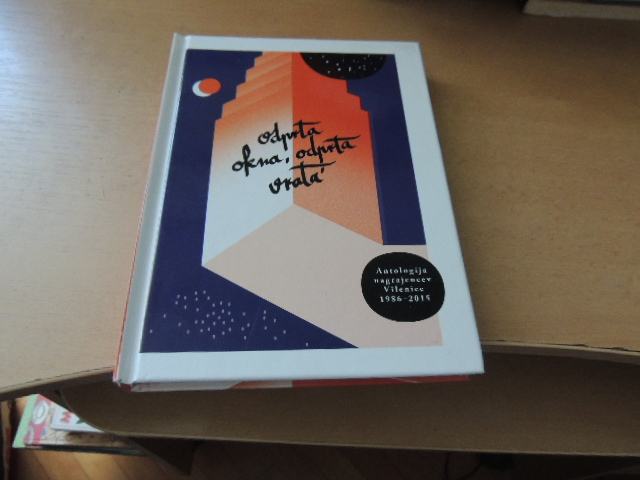 odprta
okna, odprta
vrata
Antologija
nagrajencev
Vilenice
1986–2015